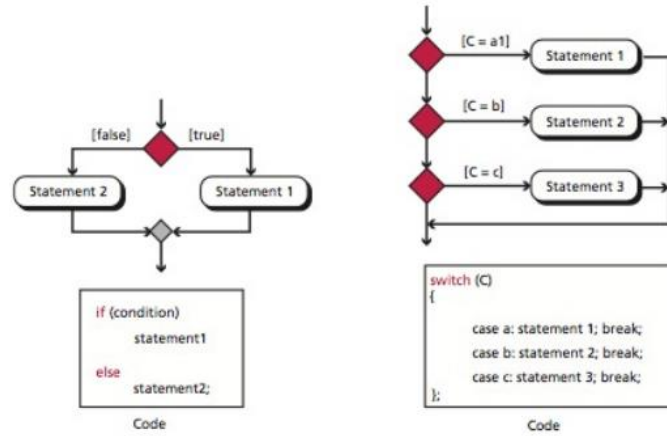 [false]
[true]
Statement 2
Statement 1
if (condition)
statement1
else
statement2;
Code
[C = a1]
Statement 1
[C = b]
Statement 2
[C = c]
Statement 3
switch (C)
{
case a: statement 1; break;
case b: statement 2; break;
case c: statement 3; break;
};
Code